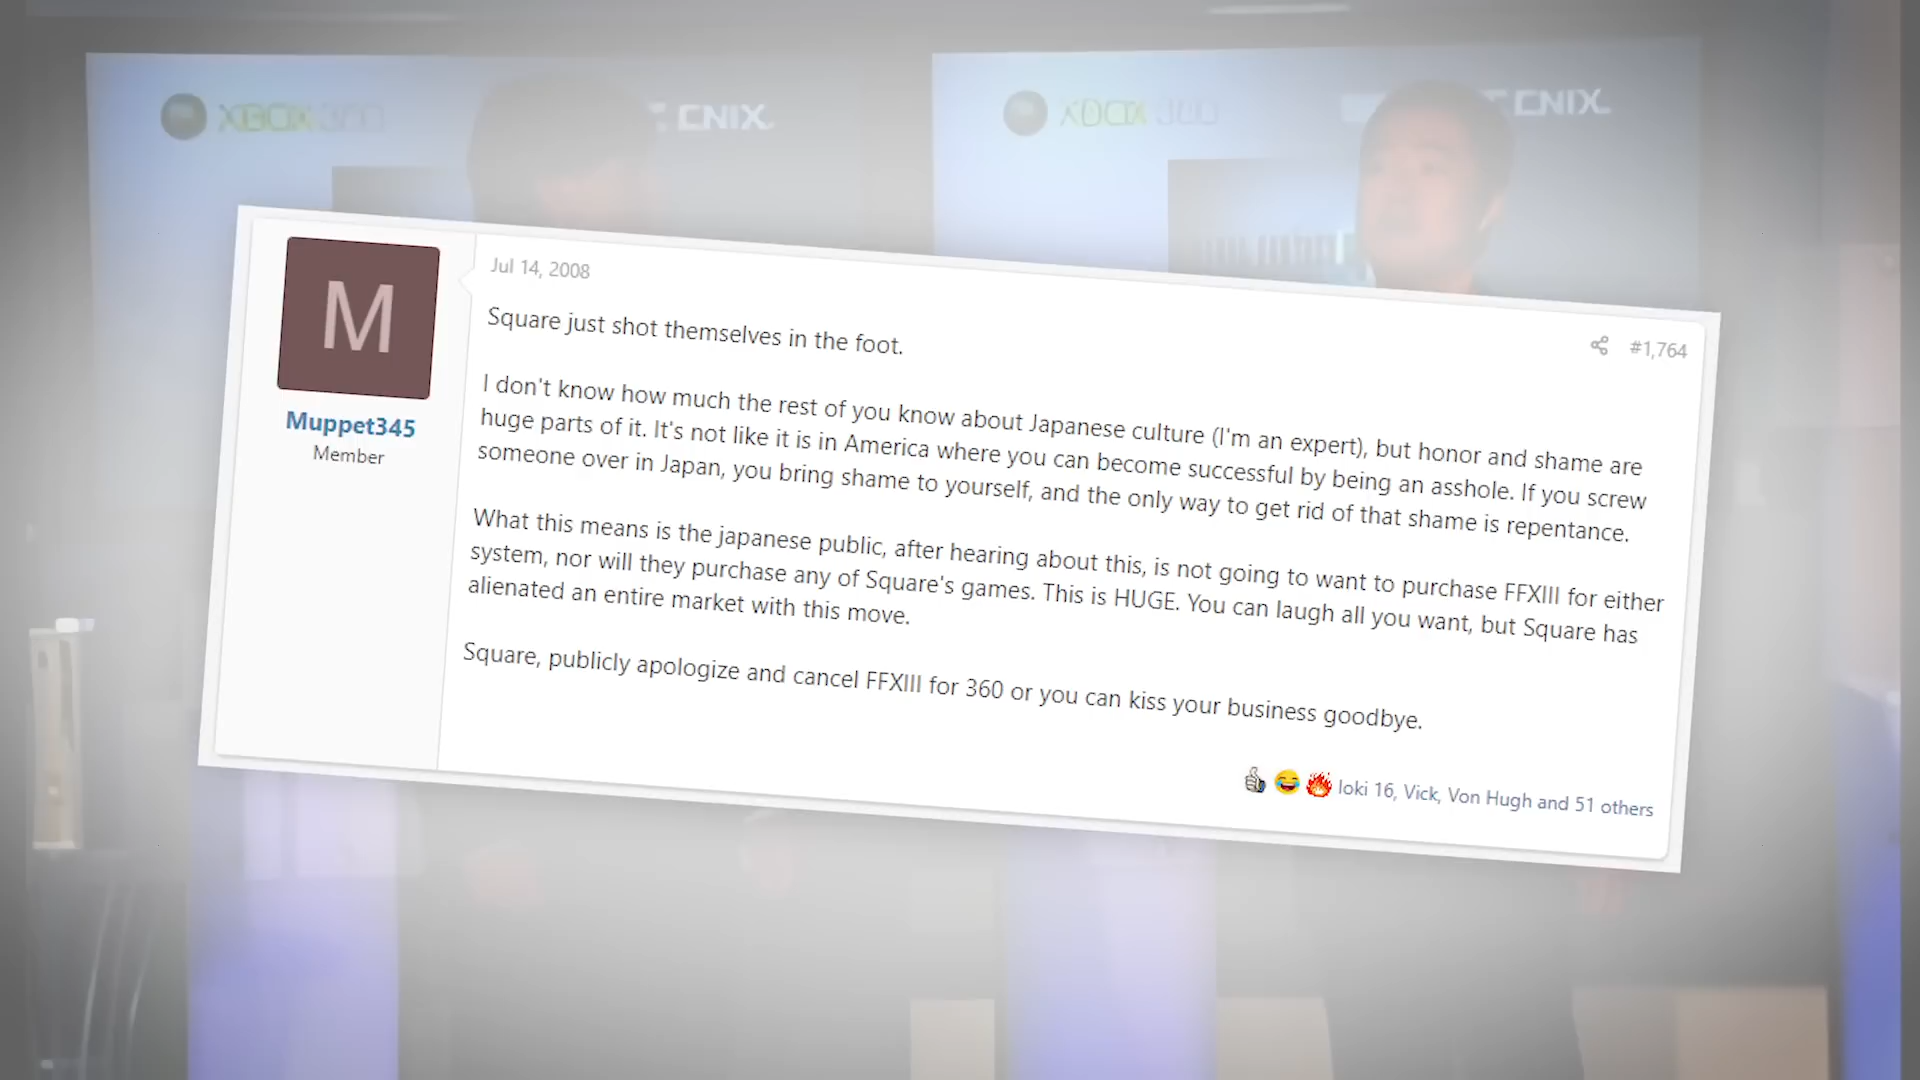 XBOX 360
ENIX.
XBOX 360
ENIX.
M
Muppet345
Member
Jul 14, 2008
#1,764
Square just shot themselves in the foot.
I don't know how much the rest of you know about Japanese culture (I'm an expert), but honor and shame are
huge parts of it. It's not like it is in America where you can become successful by being an asshole. If you screw
someone over in Japan, you bring shame to yourself, and the only way to get rid of that shame is repentance.
What this means is the japanese public, after hearing about this, is not going to want to purchase FFXIII for either
system, nor will they purchase any of Square's games. This is HUGE. You can laugh all you want, but Square has
alienated an entire market with this move.
Square, publicly apologize and cancel FFXIII for 360 or you can kiss your business goodbye.
loki 16, Vick, Von Hugh and 51 others